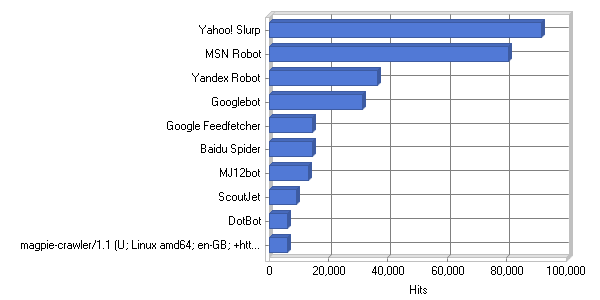 Yahoo! Slurp
MSN Robot
Yandex Robot
Googlebot
Google Feedfetcher
Baidu Spider
MJ12bot
ScoutJet
DotBot
magpie-crawler/1.1 (U; Linux amd64; en-GB; +htt...
0 20,000 40,000 60,000 80,000 100,000
Hits